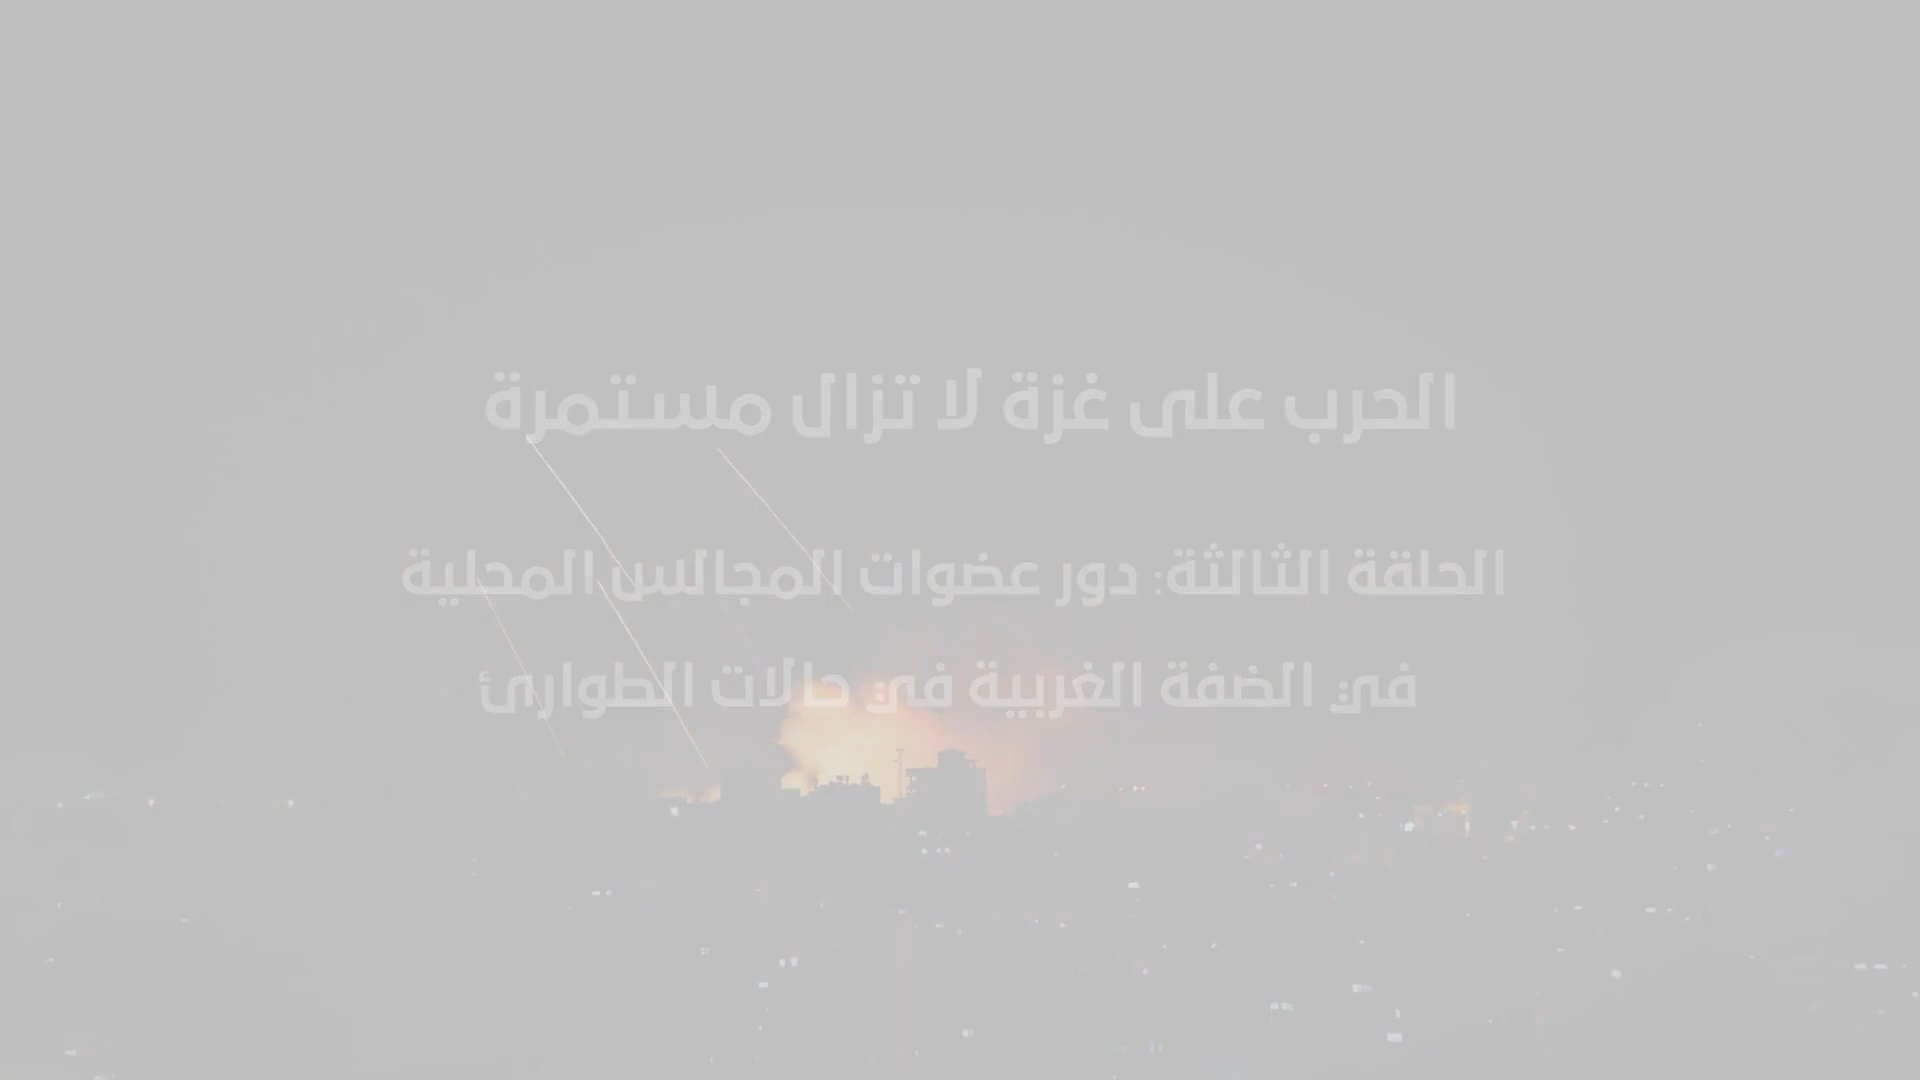 الحرب على غزة لا تزال مستمرة
الحلقة الثالثة: دور عضوات المجالس المحلية
في الضفة الغربية في حالات الطوارئ